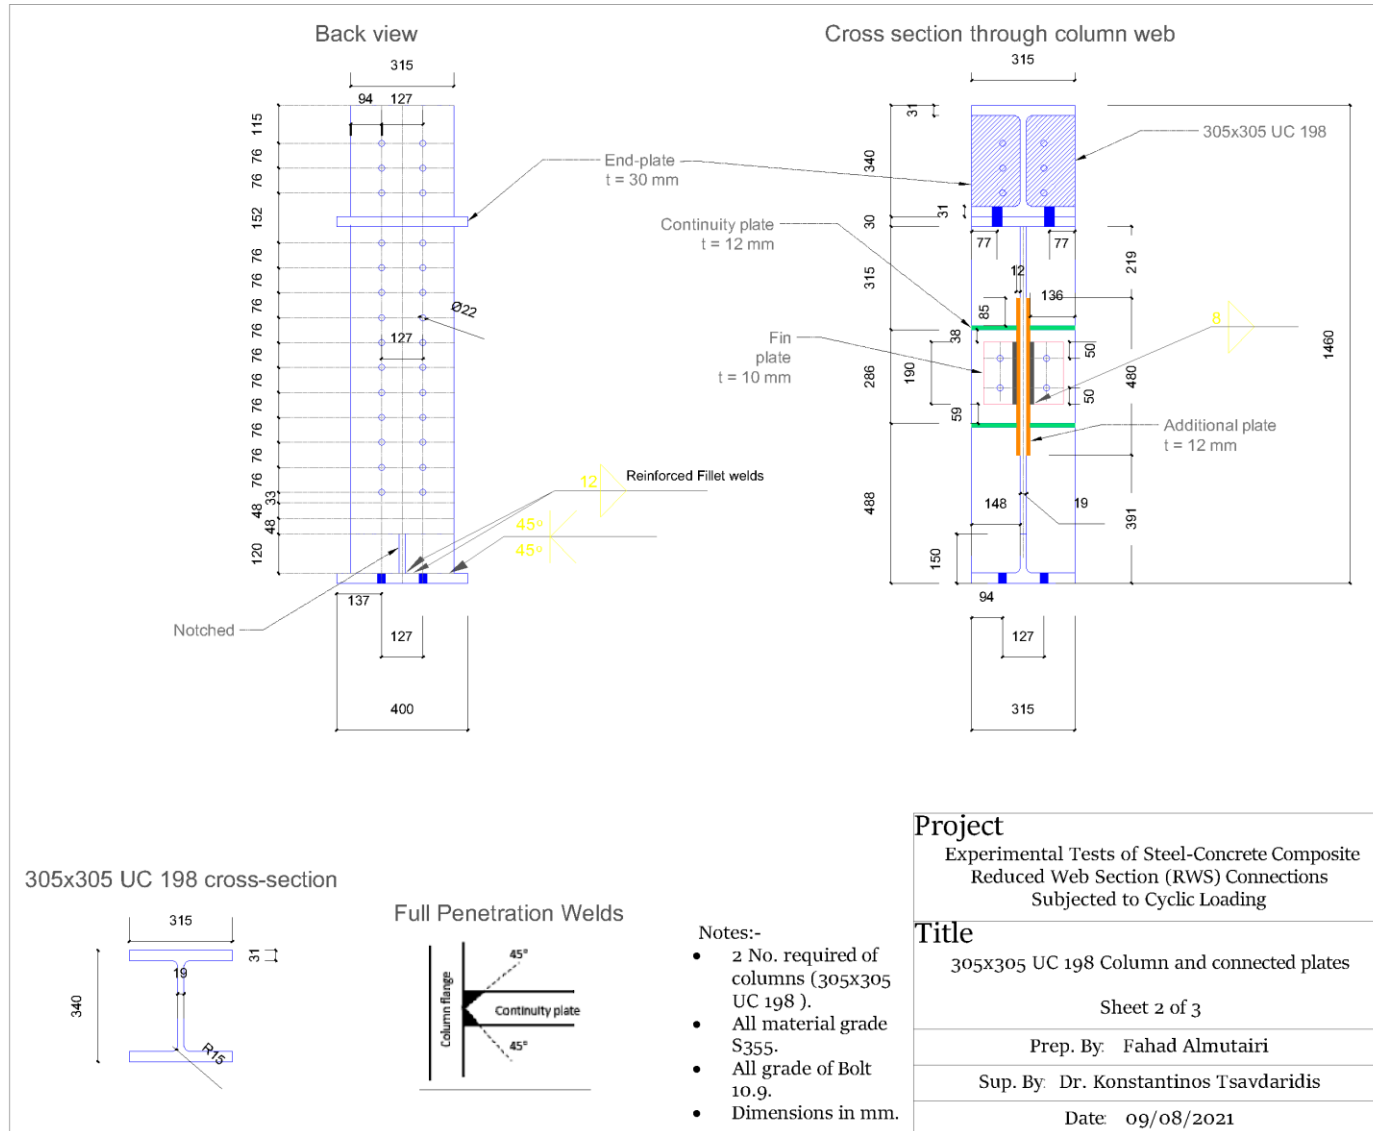 Back view
315
94 127
115
76
76
152
76
76
76
76
76
76
76
76
76
76
33
48
48
120
Ø22
127
End-plate
t = 30 mm
12
Reinforced Fillet welds
45°
45°
Notched
137
127
400
Cross section through column web
315
31
340
30
31
315
38
286
190
59
488
150
77
77
12
136
85
50
50
8
219
480
391
1460
148
19
94
127
315
305x305 UC 198
Continuity plate
t = 12 mm
Fin
plate
t = 10 mm
Additional plate
t = 12 mm
305x305 UC 198 cross-section
315
31
19
340
R15
Full Penetration Welds
Column flange
45°
Continuity plate
45°
Notes:-
• 2 No. required of
columns (305x305
UC 198 ).
• All material grade
S355.
• All grade of Bolt
10.9.
• Dimensions in mm.
Project
Experimental Tests of Steel-Concrete Composite
Reduced Web Section (RWS) Connections
Subjected to Cyclic Loading
Title
305x305 UC 198 Column and connected plates
Sheet 2 of 3
Prep. By: Fahad Almutairi
Sup. By: Dr. Konstantinos Tsavdaridis
Date: 09/08/2021